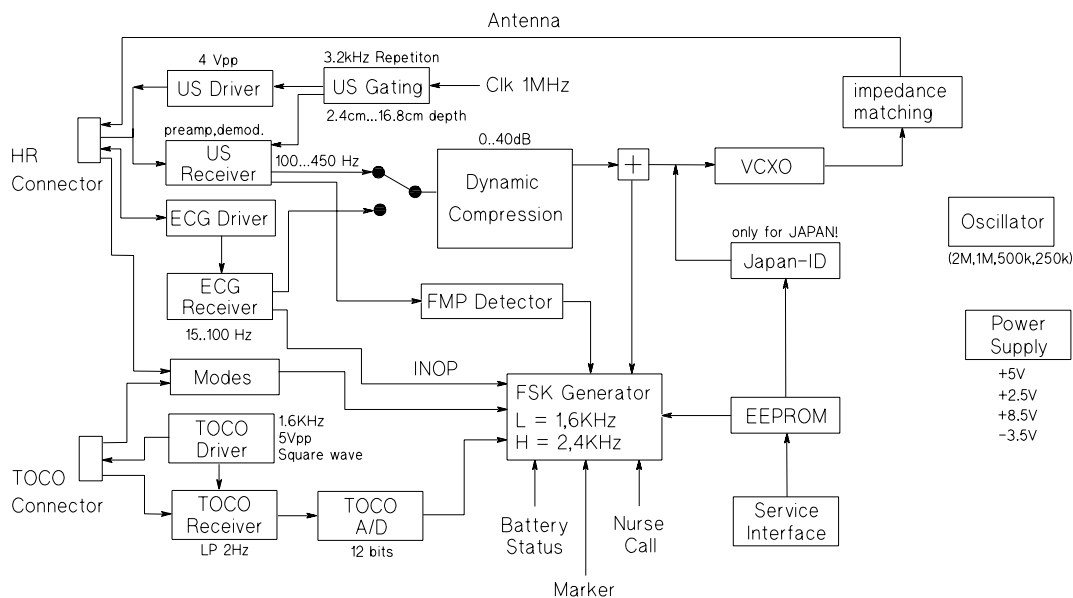 Antenna
4 Vpp
US Driver
3.2kHz Repetiton
US Gating
2.4cm...16.8cm depth
Clk 1MHz
impedance
matching
HR
Connector
preamp,demod.
US
Receiver
100...450 Hz
0..40dB
Dynamic
Compression
+
VCXO
ECG Driver
ECG
Receiver
15..100 Hz
FMP Detector
only for JAPAN!
Japan-ID
Oscillator
(2M,1M,500k,250k)
Power
Supply
+5V
+2.5V
+8.5V
-3.5V
Modes
INOP
FSK Generator
L = 1,6KHz
H = 2,4KHz
EEPROM
TOCO
Connector
TOCO
Driver
1.6KHz
5Vpp
Square wave
TOCO
Receiver
LP 2Hz
TOCO
A/D
12 bits
Battery
Status
Marker
Nurse
Call
Service
Interface